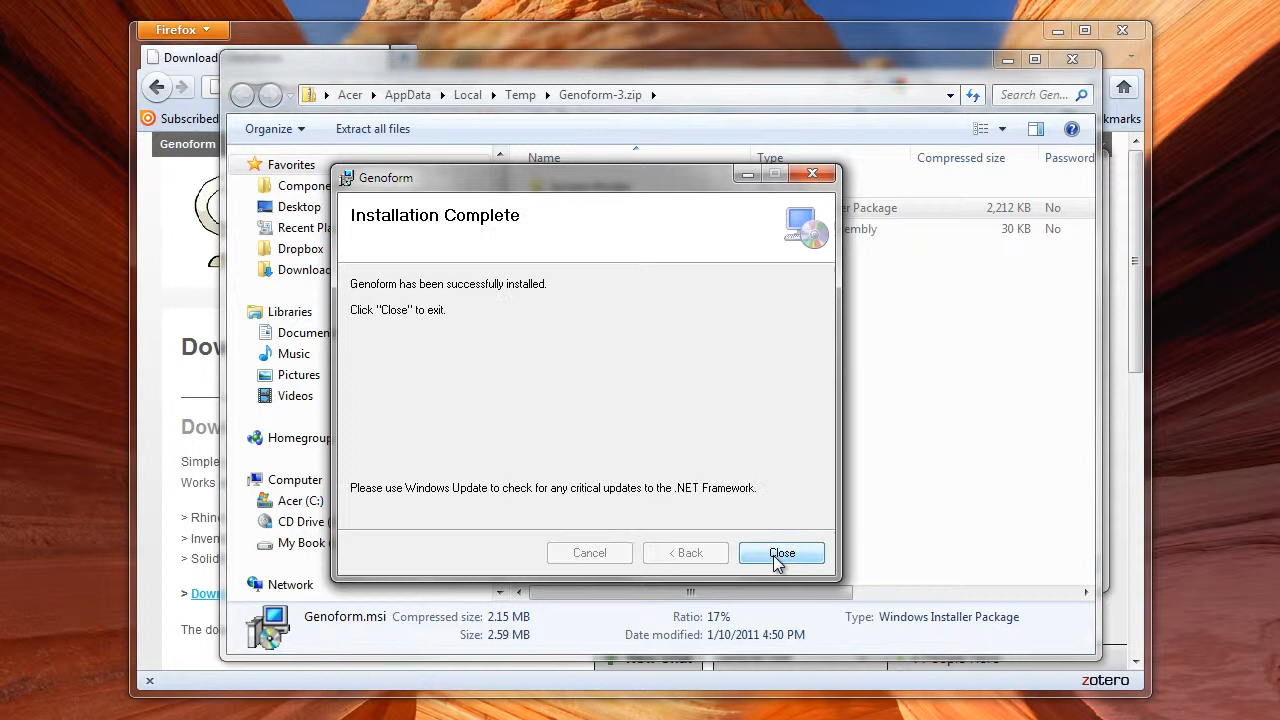 Firefox
Download
Acer AppData Local Temp Genoform-3.zip
Search Gen...
Subscribed
kmarks
Organize
Extract all files
Genoform
Favorites
Name
Type
Compressed size
Password
Compone
Desktop
Recent Pla
Dropbox
Download
Libraries
Documen
Music
Pictures
Videos
Homegroup
Computer
Acer (C:)
CD Drive (
My Book (
Network
er Package
2,212 KB
No
embly
30 KB
No
Genoform
Installation Complete
Genoform has been successfully installed.
Click "Close" to exit.
Please use Windows Update to check for any critical updates to the .NET Framework.
Cancel
< Back
Close
Dow
Dow
Simple
Works
> Rhin
> Inven
> Solid
> Down
The do
Genoform.msi
Compressed size: 2.15 MB
Size: 2.59 MB
Ratio: 17%
Date modified: 1/10/2011 4:50 PM
Type: Windows Installer Package
x
zotero